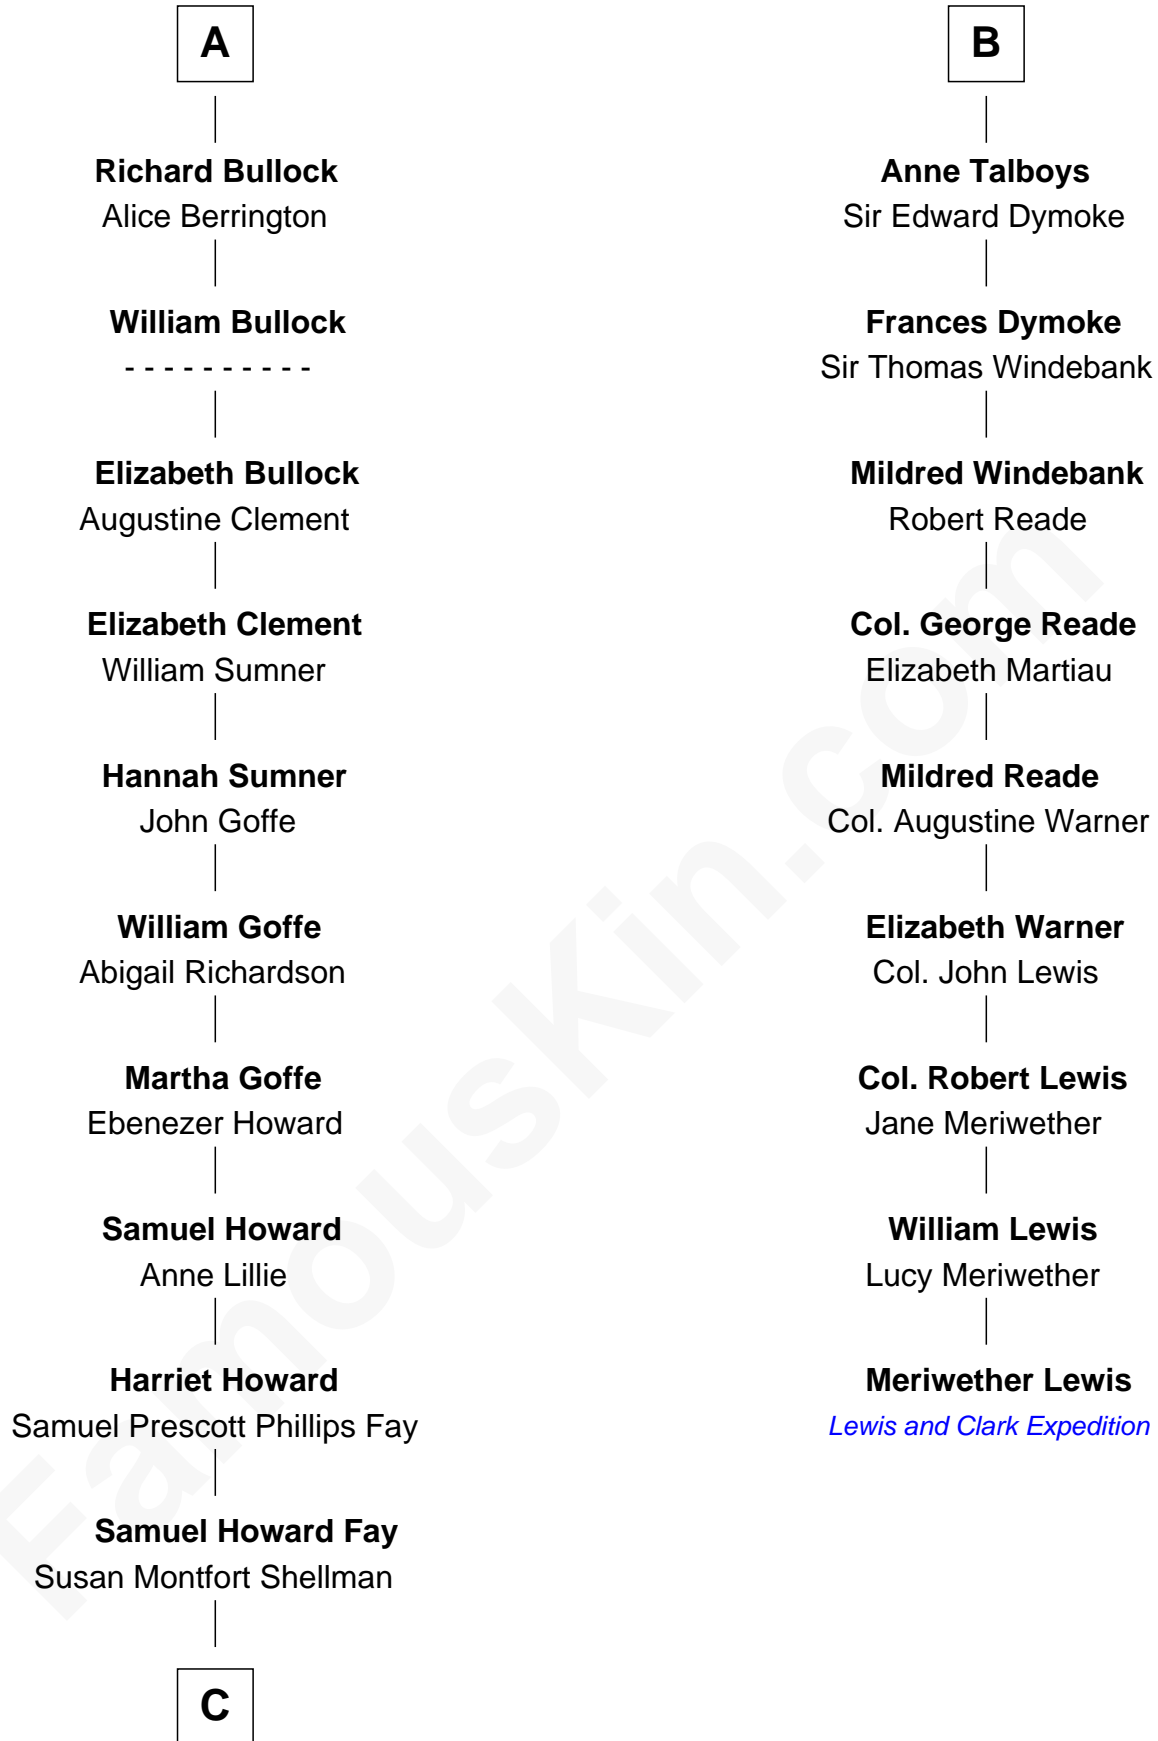 A
Richard Bullock
Alice Berrington
William Bullock
- - - - - - - - - -
Elizabeth Bullock
Augustine Clement
Elizabeth Clement
William Sumner
Hannah Sumner
John Goffe
William Goffe
Abigail Richardson
Martha Goffe
Ebenezer Howard
Samuel Howard
Anne Lillie
Harriet Howard
Samuel Prescott Phillips Fay
Samuel Howard Fay
Susan Montfort Shellman
C
B
Anne Talboys
Sir Edward Dymoke
Frances Dymoke
Sir Thomas Windebank
Mildred Windebank
Robert Reade
Col. George Reade
Elizabeth Martiau
Mildred Reade
Col. Augustine Warner
Elizabeth Warner
Col. John Lewis
Col. Robert Lewis
Jane Meriwether
William Lewis
Lucy Meriwether
Meriwether Lewis
Lewis and Clark Expedition
FamousKin.com